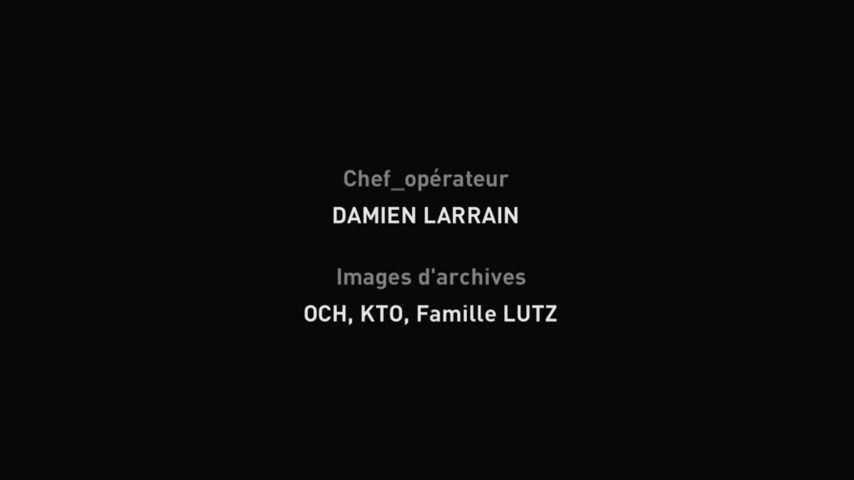 Chef_opérateur
DAMIEN LARRAIN
Images d'archives
OCH, KTO, Famille LUTZ